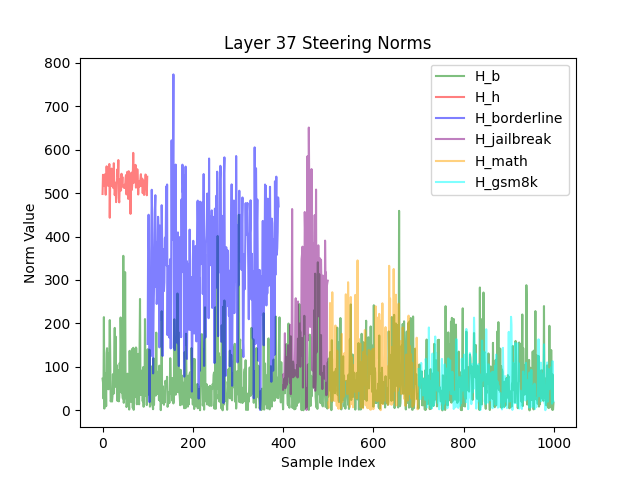 Layer 37 Steering Norms
800
700
600
500
400
300
200
100
0
Norm Value
0
200
400
600
800
1000
Sample Index
H_b
H_h
H_borderline
H_jailbreak
H_math
H_gsm8k